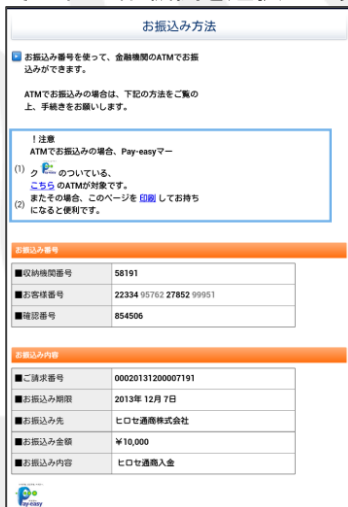 お振込み方法
お振込み番号を使って、金融機関のATMでお振
込みができます。
ATMでお振込みの場合は、下記の方法をご覧の
上、手続きをお願いします。
！注意
ATMでお振込みの場合、Pay-easyマー
(1) ク Pay-easy のついている、
こちら のATMが対象です。
またその場合、このページを 印刷 してお持ち
(2) になると便利です。
お振込み番号
■収納機関番号 58191
■お客様番号 22334 95762 27852 99951
■確認番号 854506
お振込み内容
■ご請求番号 00020131200007191
■お振込み期限 2013年 12月 7日
■お振込み先 ヒロセ通商株式会社
■お振込み金額 ￥10,000
■お振込み内容 ヒロセ通商入金
Pay-easy